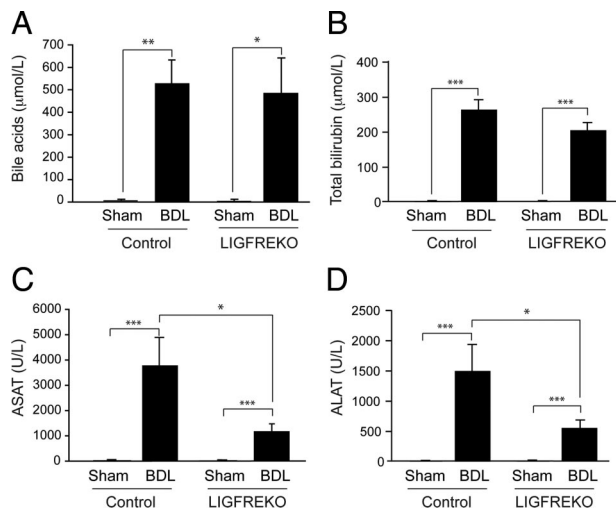 A
Bile acids (μmol/L)
700
600
500
400
300
200
100
0
**
*
Sham BDL Sham BDL
Control LIGFREKO
B
Total bilirubin (μmol/L)
400
300
200
100
0
***
***
Sham BDL Sham BDL
Control LIGFREKO
C
ASAT (U/L)
6000
5000
4000
3000
2000
1000
0
*
***
***
Sham BDL Sham BDL
Control LIGFREKO
D
ALAT (U/L)
2500
2000
1500
1000
500
0
*
***
***
Sham BDL Sham BDL
Control LIGFREKO